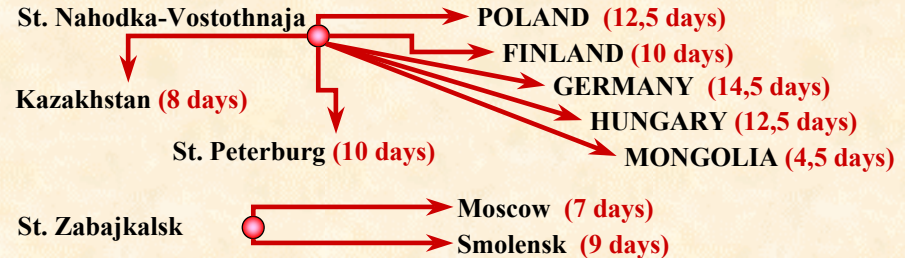 St. Nahodka-Vostothnaja
POLAND (12,5 days)
FINLAND (10 days)
GERMANY (14,5 days)
Kazakhstan (8 days)
HUNGARY (12,5 days)
St. Peterburg (10 days)
MONGOLIA (4,5 days)
St. Zabajkalsk
Moscow (7 days)
Smolensk (9 days)